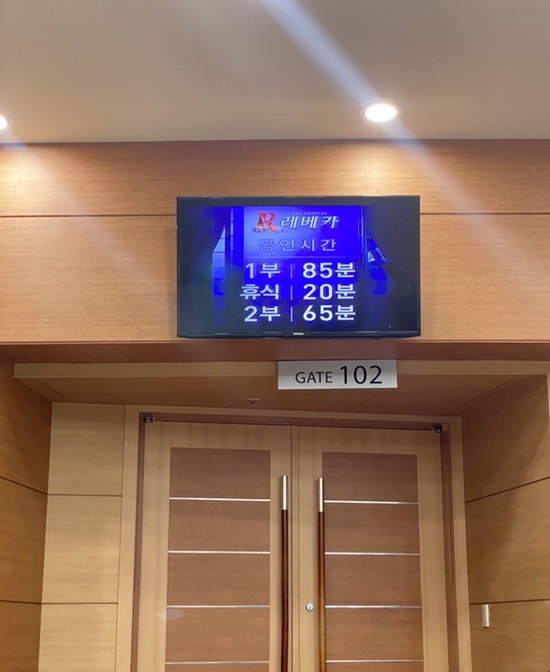 레베카
공연시간
1부 | 85분
휴식 | 20분
2부 | 65분
GATE 102